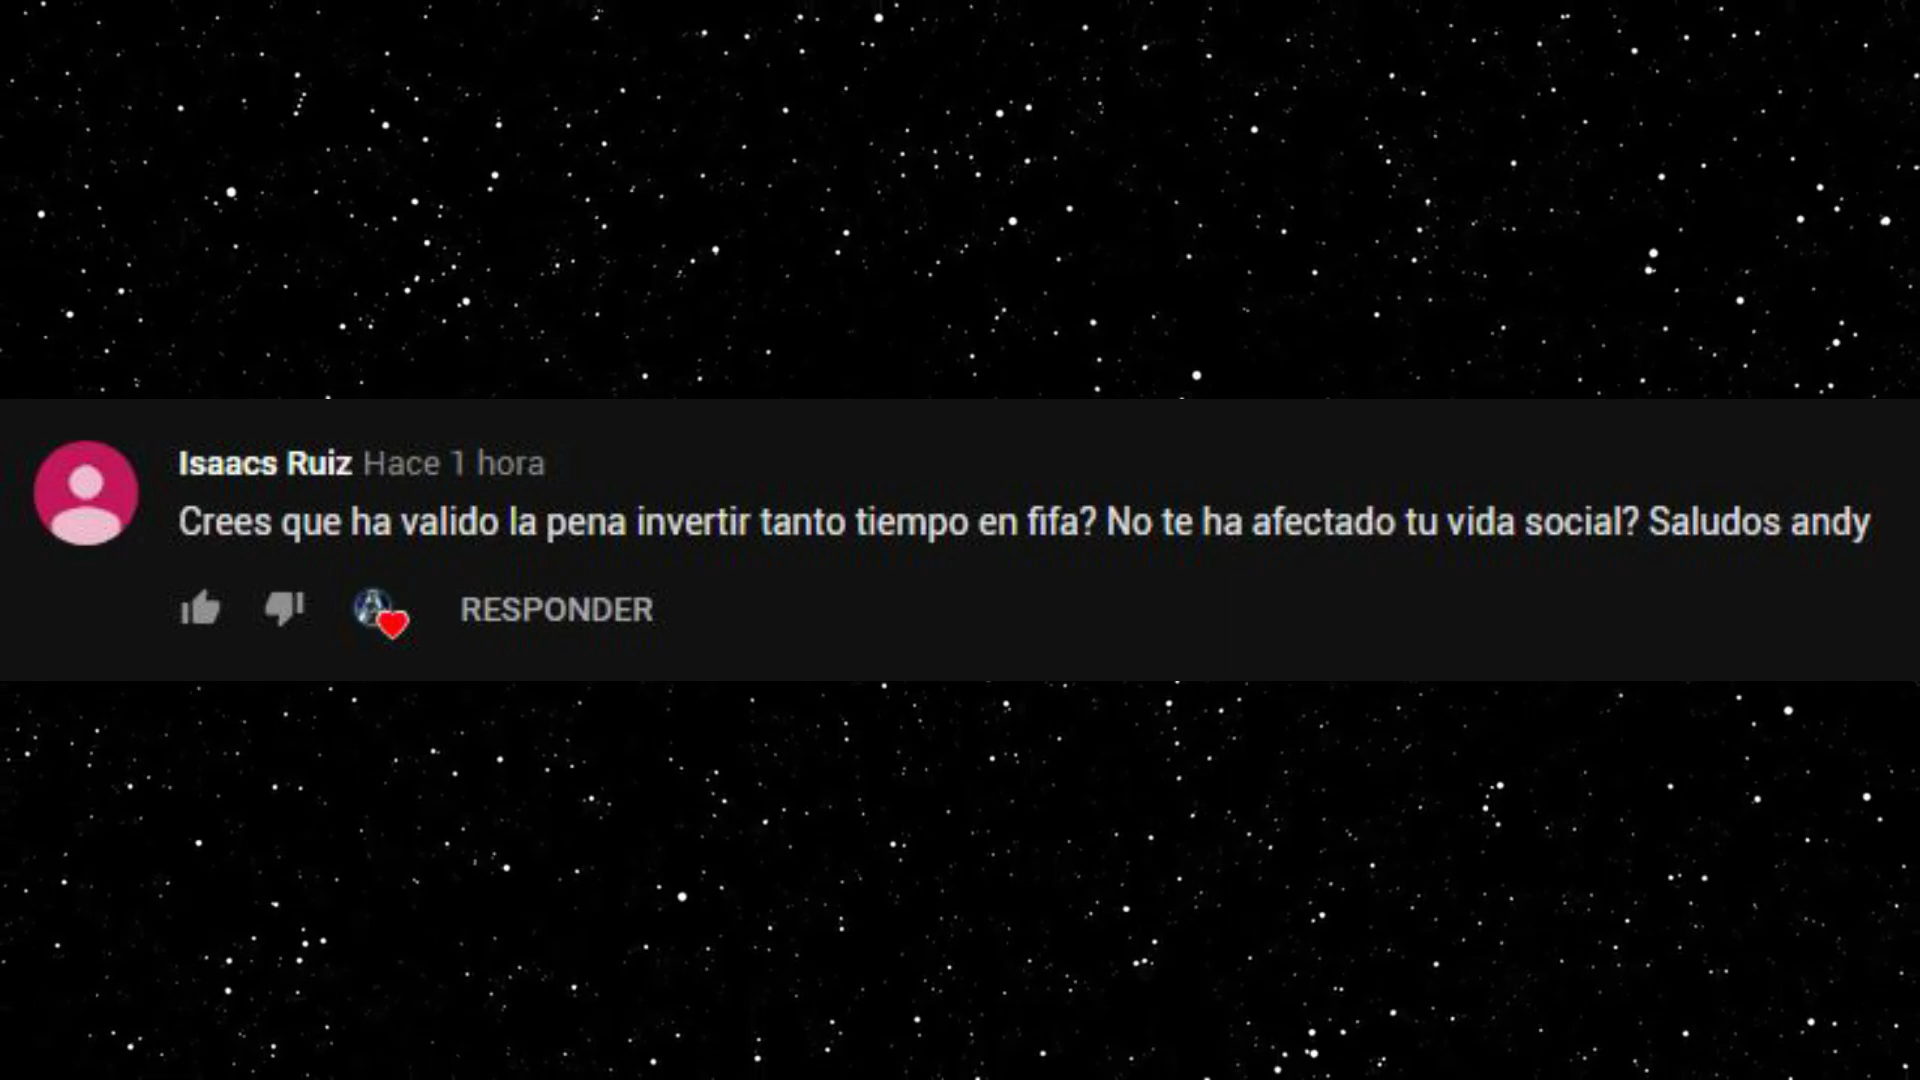 Isaacs Ruiz Hace 1 hora
Crees que ha valido la pena invertir tanto tiempo en fifa? No te ha afectado tu vida social? Saludos andy
RESPONDER